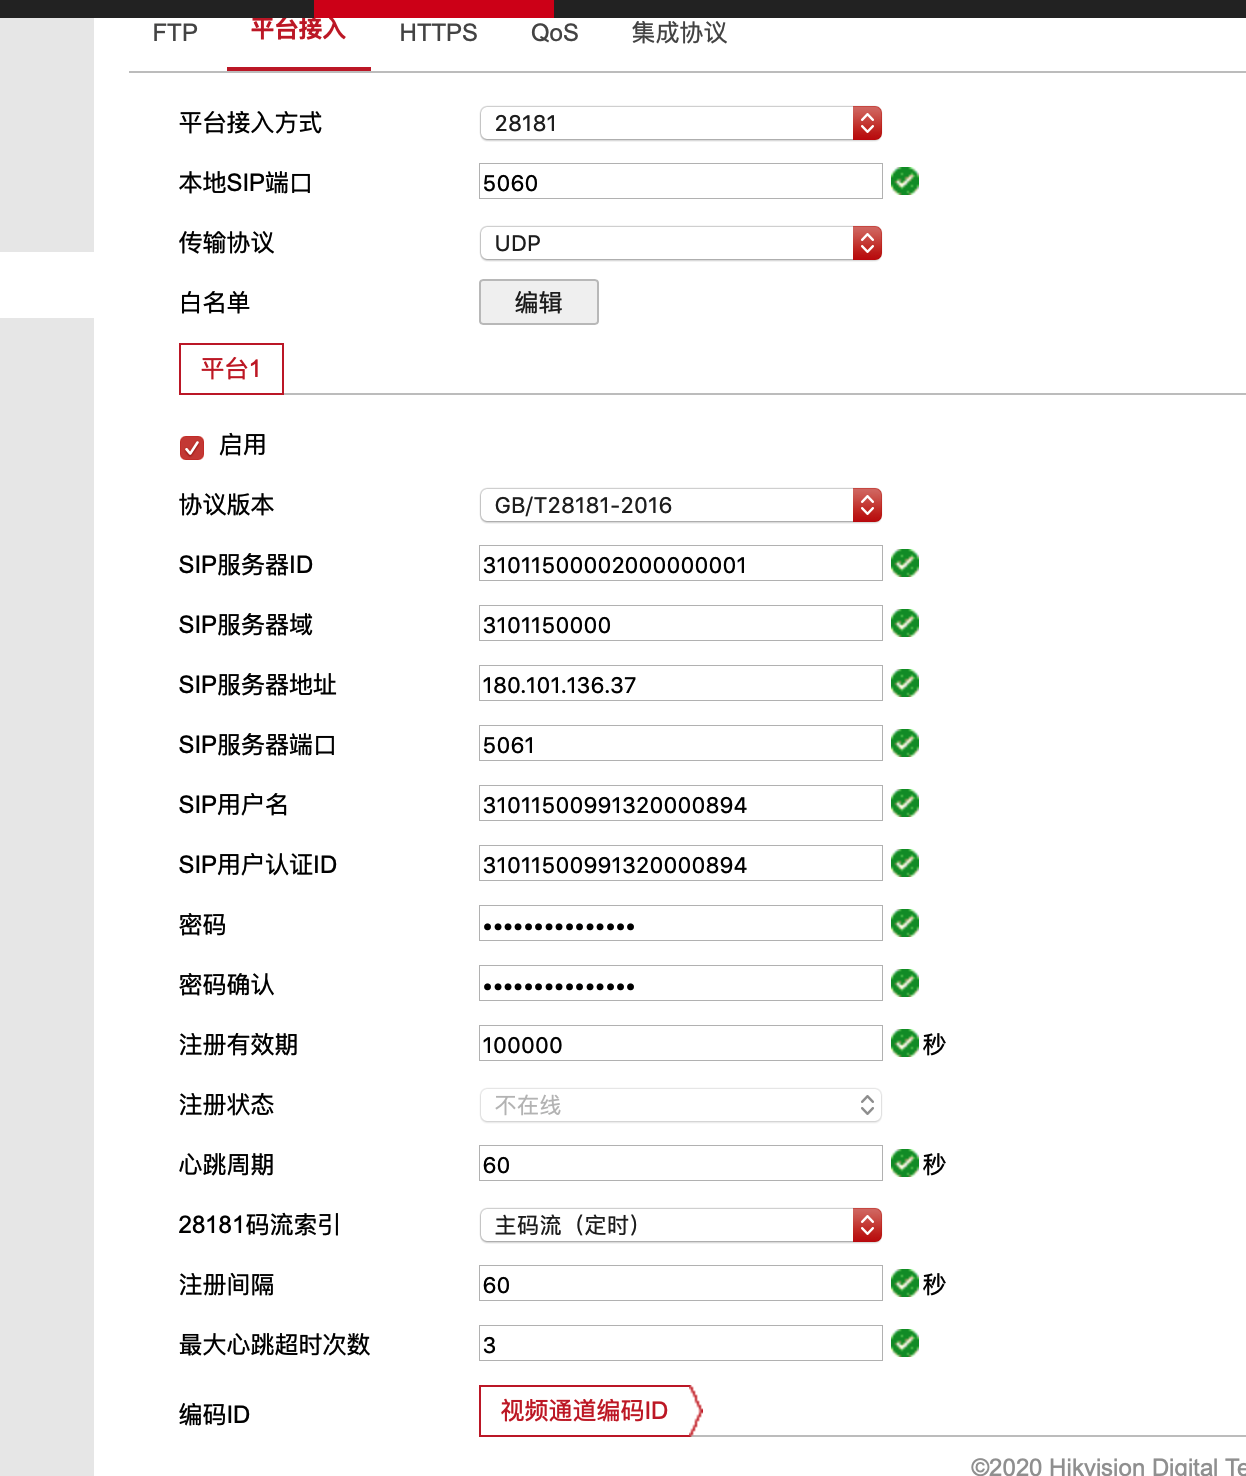 FTP 平台接入 HTTPS QoS 集成协议
平台接入方式 28181
本地SIP端口 5060
传输协议 UDP
白名单 编辑
平台1
启用
协议版本 GB/T28181-2016
SIP服务器ID 31011500002000000001
SIP服务器域 3101150000
SIP服务器地址 180.101.136.37
SIP服务器端口 5061
SIP用户名 31011500991320000894
SIP用户认证ID 31011500991320000894
密码 •••••••••••••••
密码确认 •••••••••••••••
注册有效期 100000 秒
注册状态 不在线
心跳周期 60 秒
28181码流索引 主码流（定时）
注册间隔 60 秒
最大心跳超时次数 3
编码ID 视频通道编码ID
©2020 Hikvision Digital Te